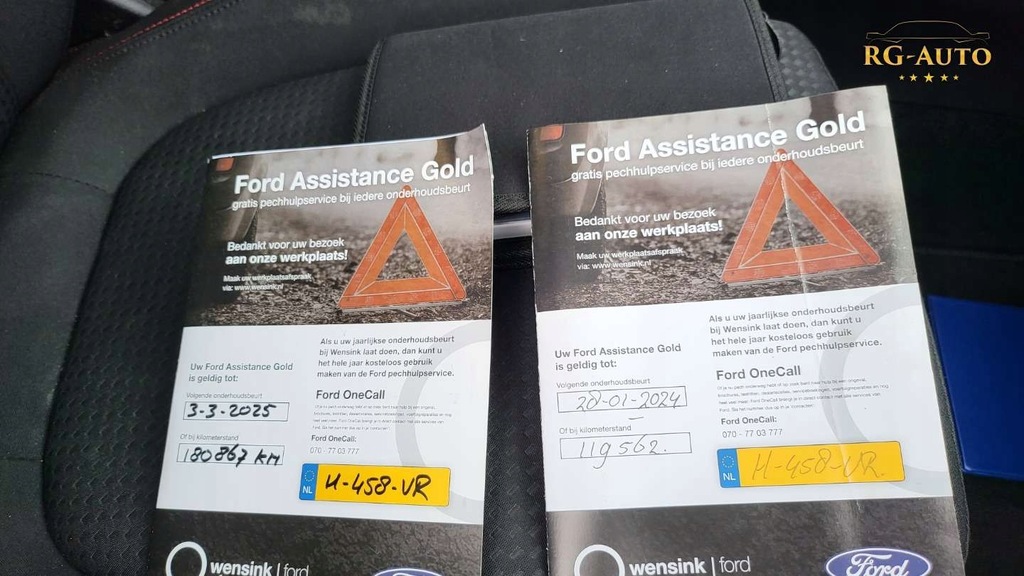 RG-AUTO
Ford Assistance Gold
gratis pechhulpservice bij iedere onderhoudsbeurt
Bedankt voor uw bezoek
aan onze werkplaats!
Maak uw werkplaatsafspraak
via: www.wensink.nl
Als u uw jaarlijkse onderhoudsbeurt
bij Wensink laat doen, dan kunt u
het hele jaar kosteloos gebruik
maken van de Ford pechhulpservice.
Uw Ford Assistance Gold
is geldig tot:
Volgende onderhoudsbeurt
3-3-2025
Of bij kilometerstand
180867 KM
Ford OneCall
Ford OneCall:
070 - 77 03 777
NL
H-458-VR
wensink | ford
Ford
Ford Assistance Gold
gratis pechhulpservice bij iedere onderhoudsbeurt
Bedankt voor uw bezoek
aan onze werkplaats!
Maak uw werkplaatsafspraak
via: www.wensink.nl
Als u uw jaarlijkse onderhoudsbeurt
bij Wensink laat doen, dan kunt u
het hele jaar kosteloos gebruik
maken van de Ford pechhulpservice.
Uw Ford Assistance Gold
is geldig tot:
Volgende onderhoudsbeurt
28-01-2024
Of bij kilometerstand
119562.
Ford OneCall
Ford OneCall:
070 - 77 03 777
NL
H-458-VR.
wensink | ford
Ford